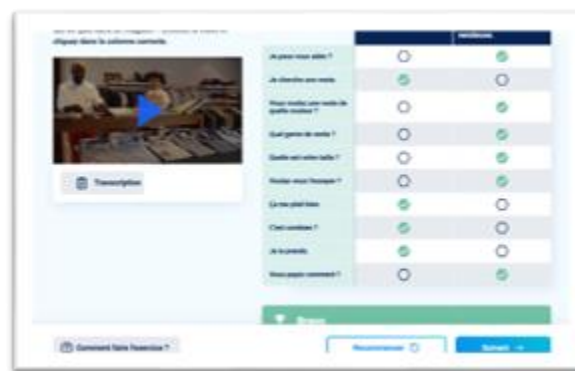 cliquez dans la colonne correcte.
Transcription
Je peux vous aider ?
Je cherche une veste.
Vous voulez une veste de
quelle couleur ?
Quel genre de veste ?
Quelle est votre taille ?
Voulez-vous l'essayer ?
Ça me plaît bien.
C'est combien ?
Je la prends.
Vous payez comment ?
Bravo
Comment faire l'exercice ?
Recommencer
Suivant →